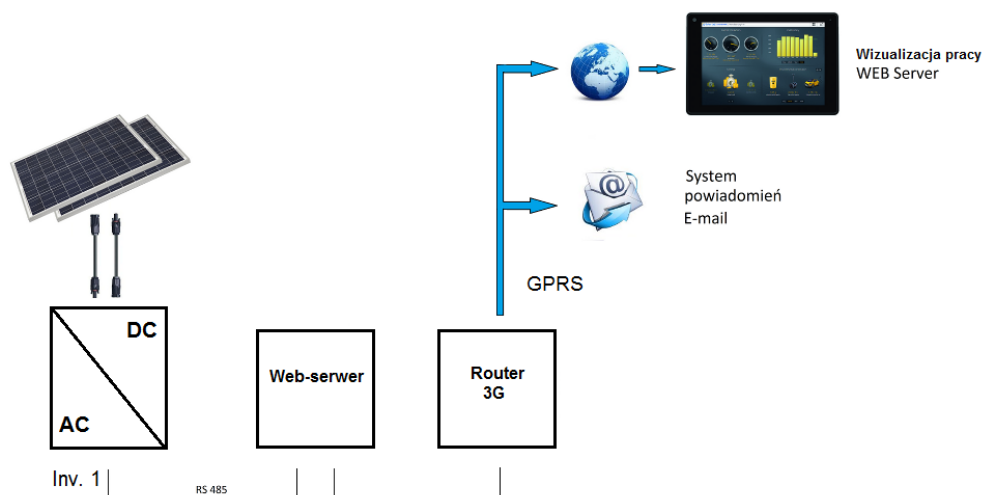 Wizualizacja pracy
WEB Server
System
powiadomień
E-mail
GPRS
DC
AC
Web-serwer
Router
3G
Inv. 1
RS 485